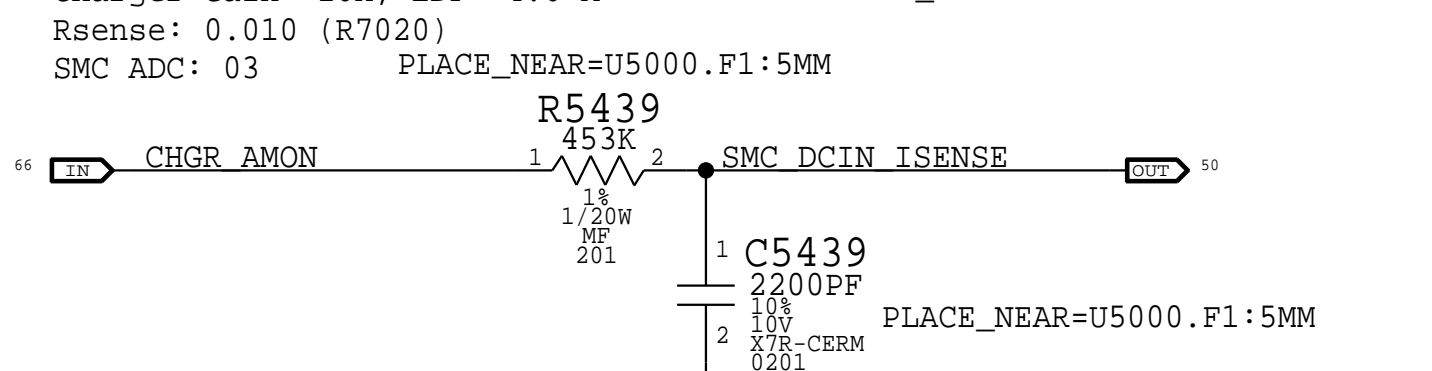 Rsense: 0.010 (R7020)
SMC ADC: 03
PLACE_NEAR=U5000.F1:5MM
R5439
453K
66 IN CHGR_AMON 1 2 SMC_DCIN_ISENSE OUT 50
1%
1/20W
MF
201
1 C5439
2200PF
10%
10V
PLACE_NEAR=U5000.F1:5MM
2 X7R-CERM
0201